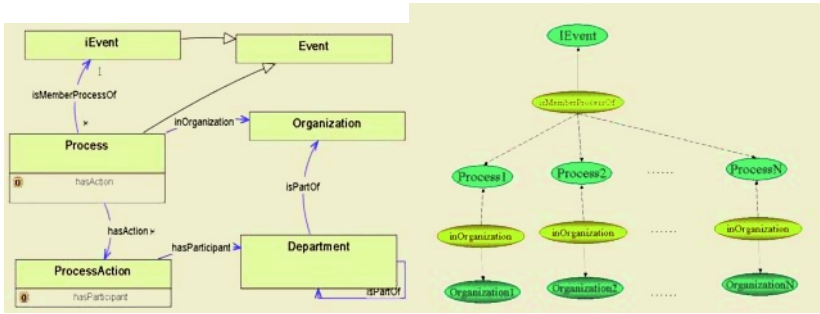 iEvent
Event
1
isMemberProcessOf
*
inOrganization
Organization
Process
hasAction
isPartOf
hasAction *
hasParticipant
Department
ProcessAction
hasParticipant
isPartOf
IEvent
isMemberProcessOf
Process1
Process2
......
ProcessN
inOrganization
inOrganization
......
inOrganization
Organization1
Organization2
......
OrganizationN